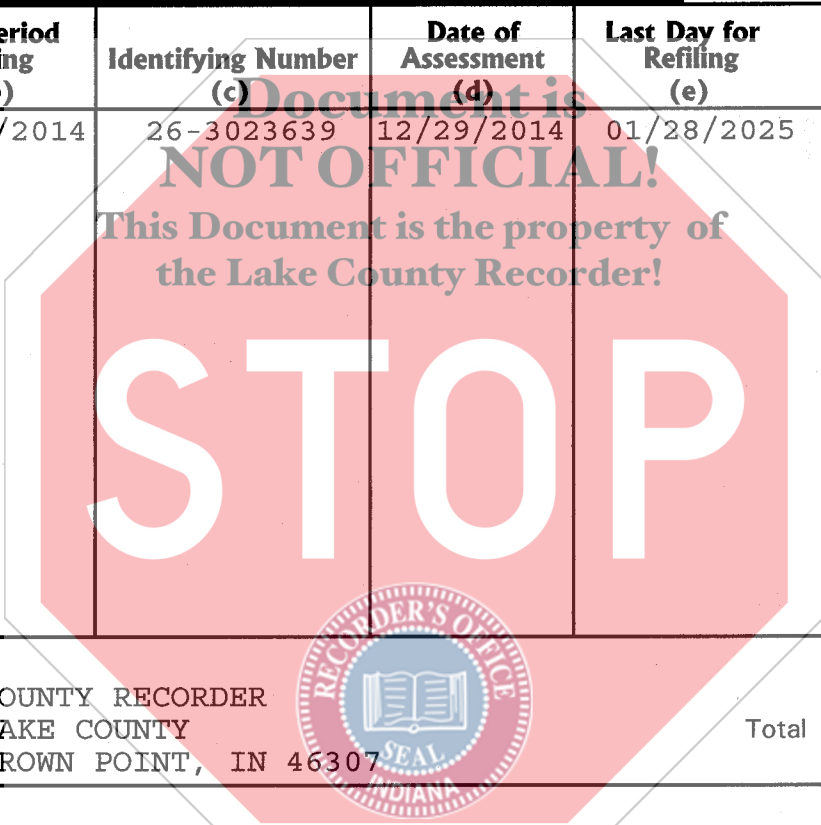 eriod
ing
Identifying Number
(c)
Date of
Assessment
(d)
Last Day for
Refiling
(e)
/2014 26-3023639 12/29/2014 01/28/2025
Document is
NOT OFFICIAL!
This Document is the property of
the Lake County Recorder!
STOP
OUNTY RECORDER
AKE COUNTY
ROWN POINT, IN 46307
Total
RECORDER'S OFFICE
SEAL
INDIANA